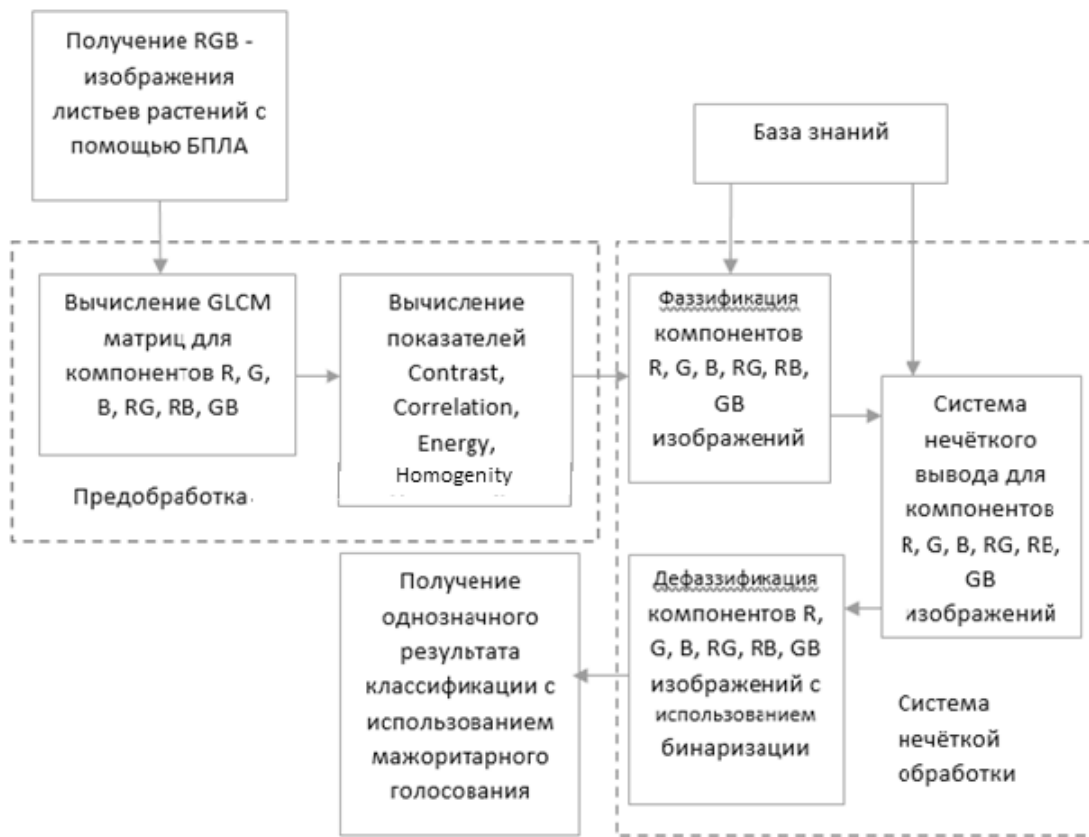 Получение RGB -
изображения
листьев растений с
помощью БПЛА
База знаний
Вычисление GLCM
матриц для
компонентов R, G,
B, RG, RB, GB
Предобработка
Вычисление
показателей
Contrast,
Correlation,
Energy,
Homogenity
Фаззификация
компонентов
R, G, B, RG, RB,
GB
изображений
Система
нечёткого
вывода для
компонентов
R, G, B, RG, RB,
GB
изображений
Дефаззификация
компонентов R,
G, B, RG, RB, GB
изображений с
использованием
бинаризации
Получение
однозначного
результата
классификации с
использованием
мажоритарного
голосования
Система
нечёткой
обработки